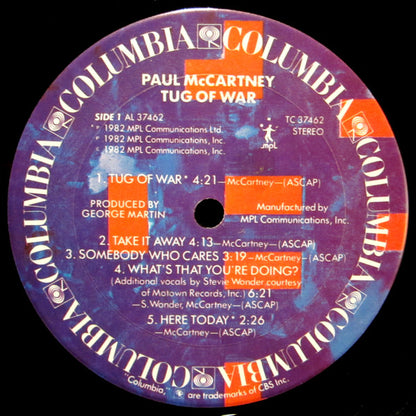 COLUMBIA COLUMBIA COLUMBIA COLUMBIA COLUMBIA COLUMBIA
PAUL McCARTNEY
TUG OF WAR
SIDE 1 AL 37462
TC 37462
℗ 1982 MPL Communications Ltd.
STEREO
℗ 1982 MPL Communications, Inc.
© 1982 MPL Communications, Inc.
mpl
1. TUG OF WAR* 4:21—McCartney—(ASCAP)
PRODUCED BY
GEORGE MARTIN
Manufactured by
MPL Communications, Inc.
2. TAKE IT AWAY 4:13—McCartney—(ASCAP)
3. SOMEBODY WHO CARES 3:19—McCartney—(ASCAP)
4. WHAT'S THAT YOU'RE DOING?
(Additional vocals by Stevie Wonder courtesy
of Motown Records, Inc.) 6:21
—S. Wonder, McCartney—(ASCAP)
5. HERE TODAY* 2:26
—McCartney—(ASCAP)
"Columbia," are trademarks of CBS Inc.